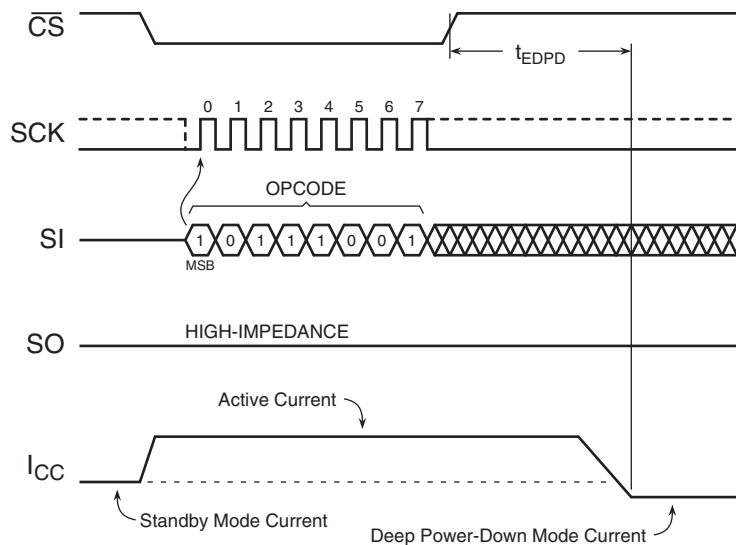 CS
tEDPD
0 1 2 3 4 5 6 7
SCK
OPCODE
SI
1 0 1 1 1 0 0 1
MSB
HIGH-IMPEDANCE
SO
Active Current
ICC
Standby Mode Current
Deep Power-Down Mode Current